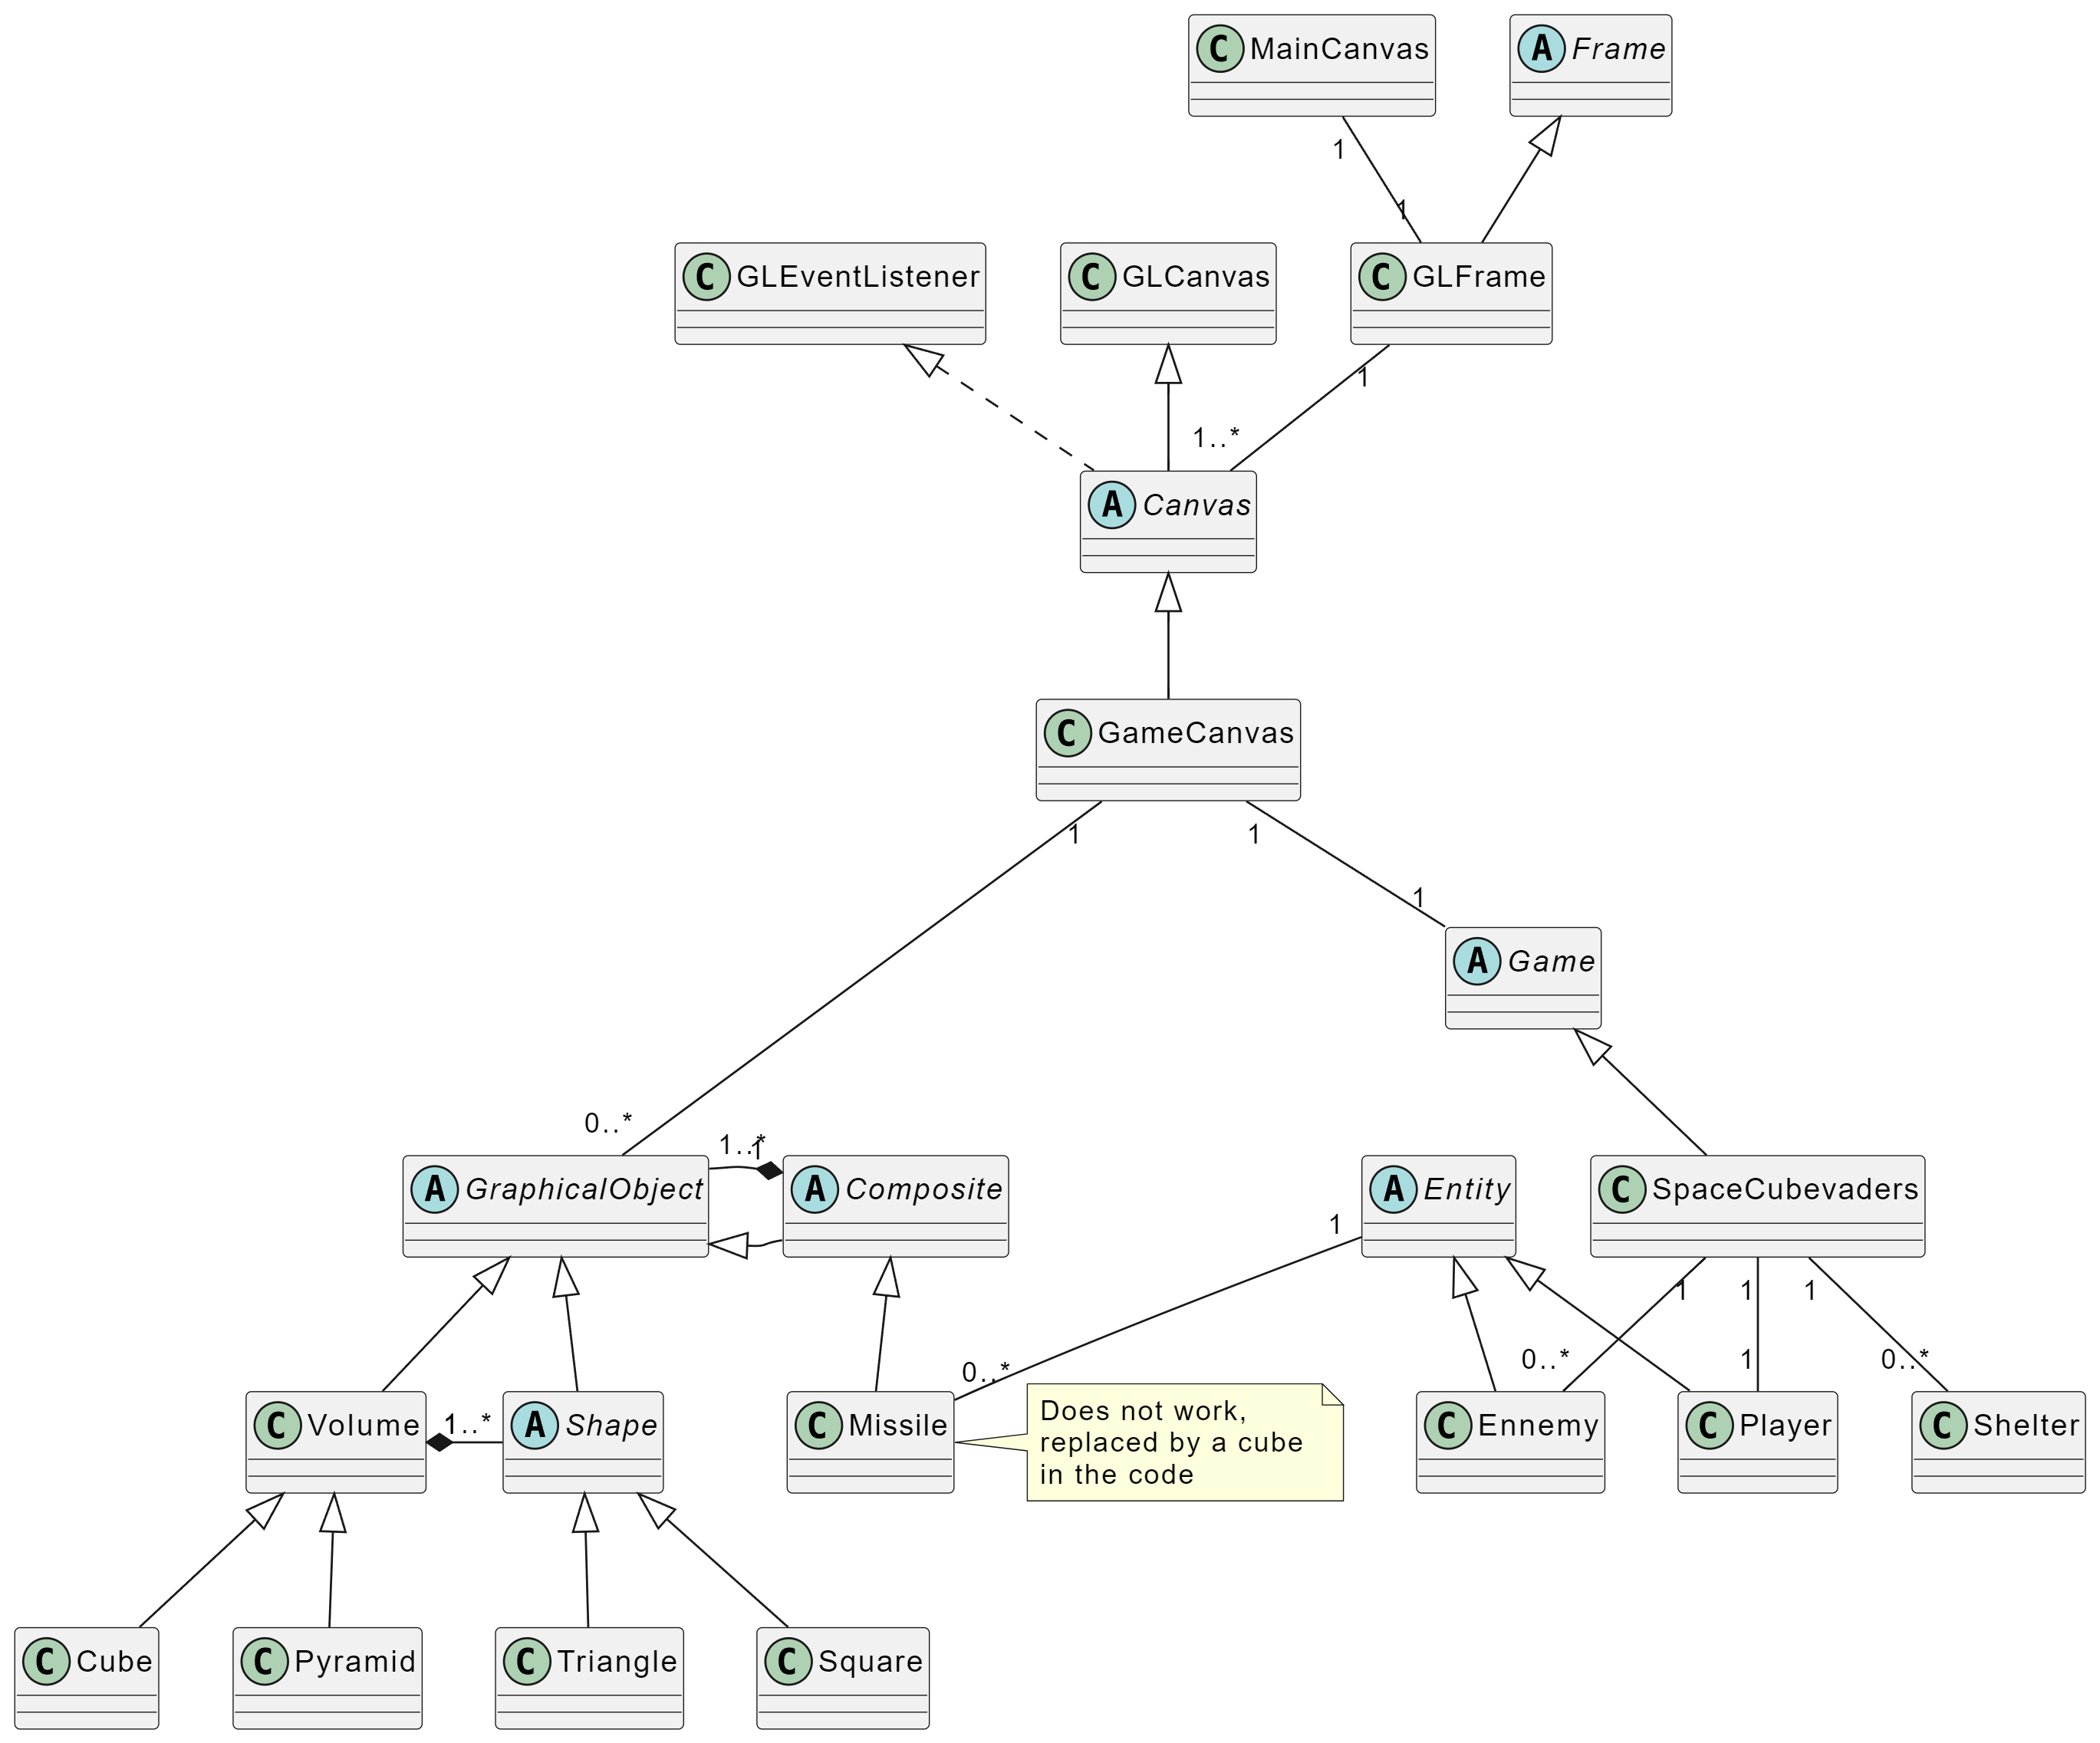 C MainCanvas
A Frame
1
1
C GLEventListener
C GLCanvas
C GLFrame
1
1..*
A Canvas
C GameCanvas
1
1
1
A Game
0..*
1..*
1
A GraphicalObject
A Composite
A Entity
C SpaceCubevaders
1
1
1
1
0..*
0..*
1
0..*
C Volume
1..*
A Shape
C Missile
Does not work,
replaced by a cube
in the code
C Ennemy
C Player
C Shelter
C Cube
C Pyramid
C Triangle
C Square